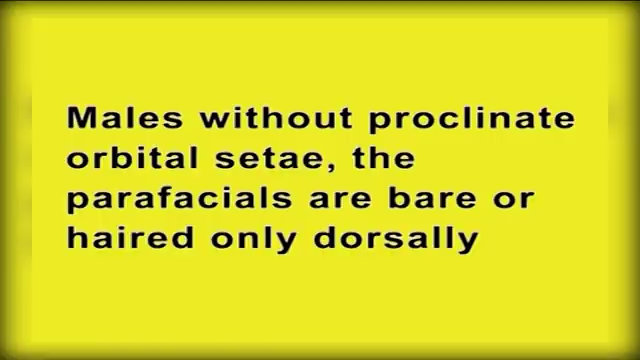 Males without proclinate
orbital setae, the
parafacials are bare or
haired only dorsally